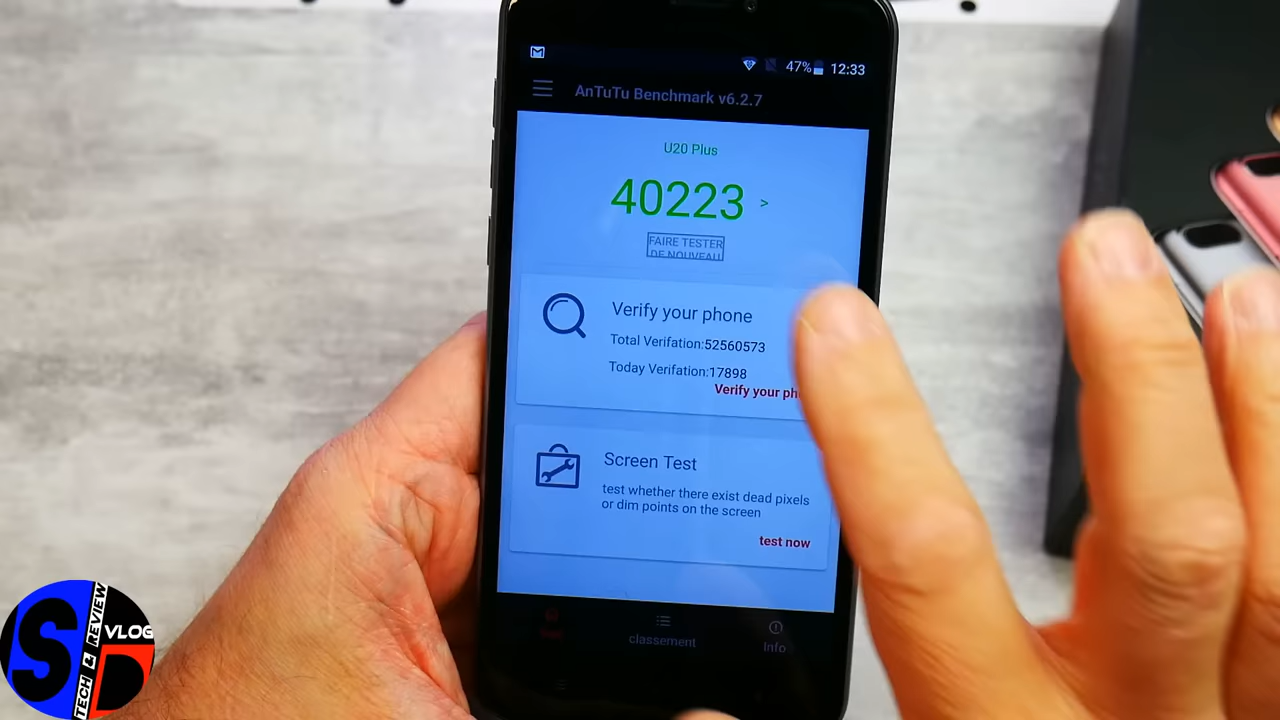 47% 12:33
AnTuTu Benchmark v6.2.7
U20 Plus
40223 >
FAIRE TESTER
DE NOUVEAU
Verify your phone
Total Verifation:52560573
Today Verifation:17898
Verify your
Screen Test
test whether there exist dead pixels
or dim points on the screen
test now
classement
Info
SD
TECH & REVIEW
VLOG